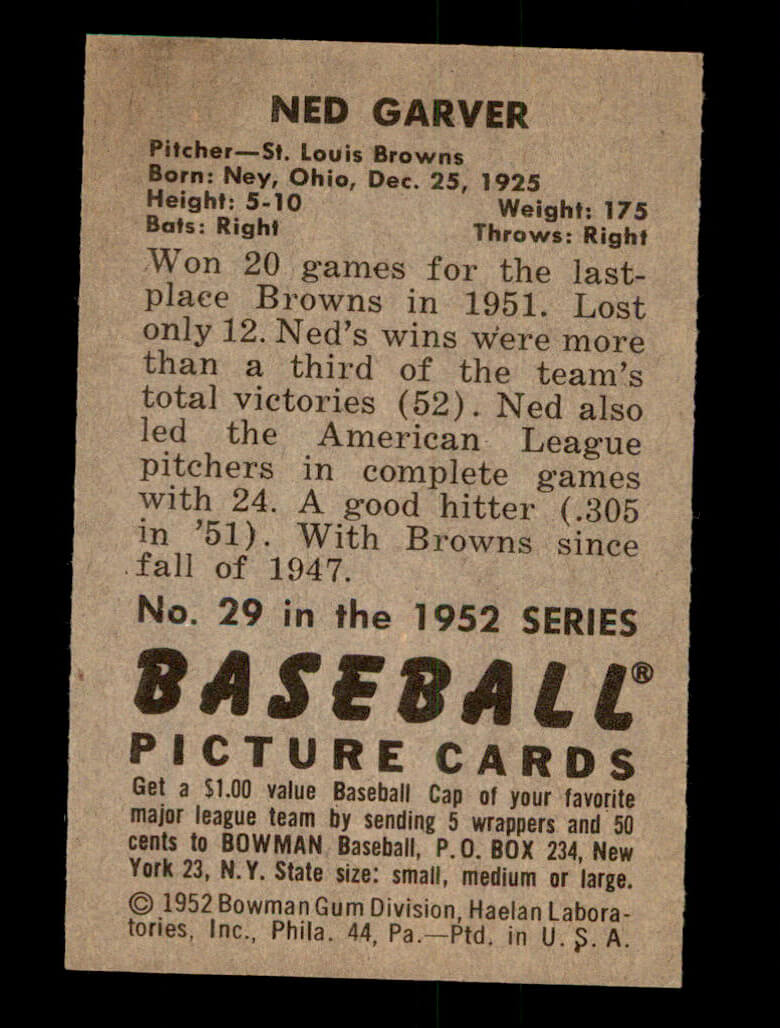 NED GARVER
Pitcher—St. Louis Browns
Born: Ney, Ohio, Dec. 25, 1925
Height: 5-10 Weight: 175
Bats: Right Throws: Right
Won 20 games for the last-
place Browns in 1951. Lost
only 12. Ned's wins were more
than a third of the team's
total victories (52). Ned also
led the American League
pitchers in complete games
with 24. A good hitter (.305
in '51). With Browns since
fall of 1947.
No. 29 in the 1952 SERIES
BASEBALL®
PICTURE CARDS
Get a $1.00 value Baseball Cap of your favorite
major league team by sending 5 wrappers and 50
cents to BOWMAN Baseball, P.O. BOX 234, New
York 23, N.Y. State size: small, medium or large.
© 1952 Bowman Gum Division, Haelan Labora-
tories, Inc., Phila. 44, Pa.—Ptd. in U. S. A.